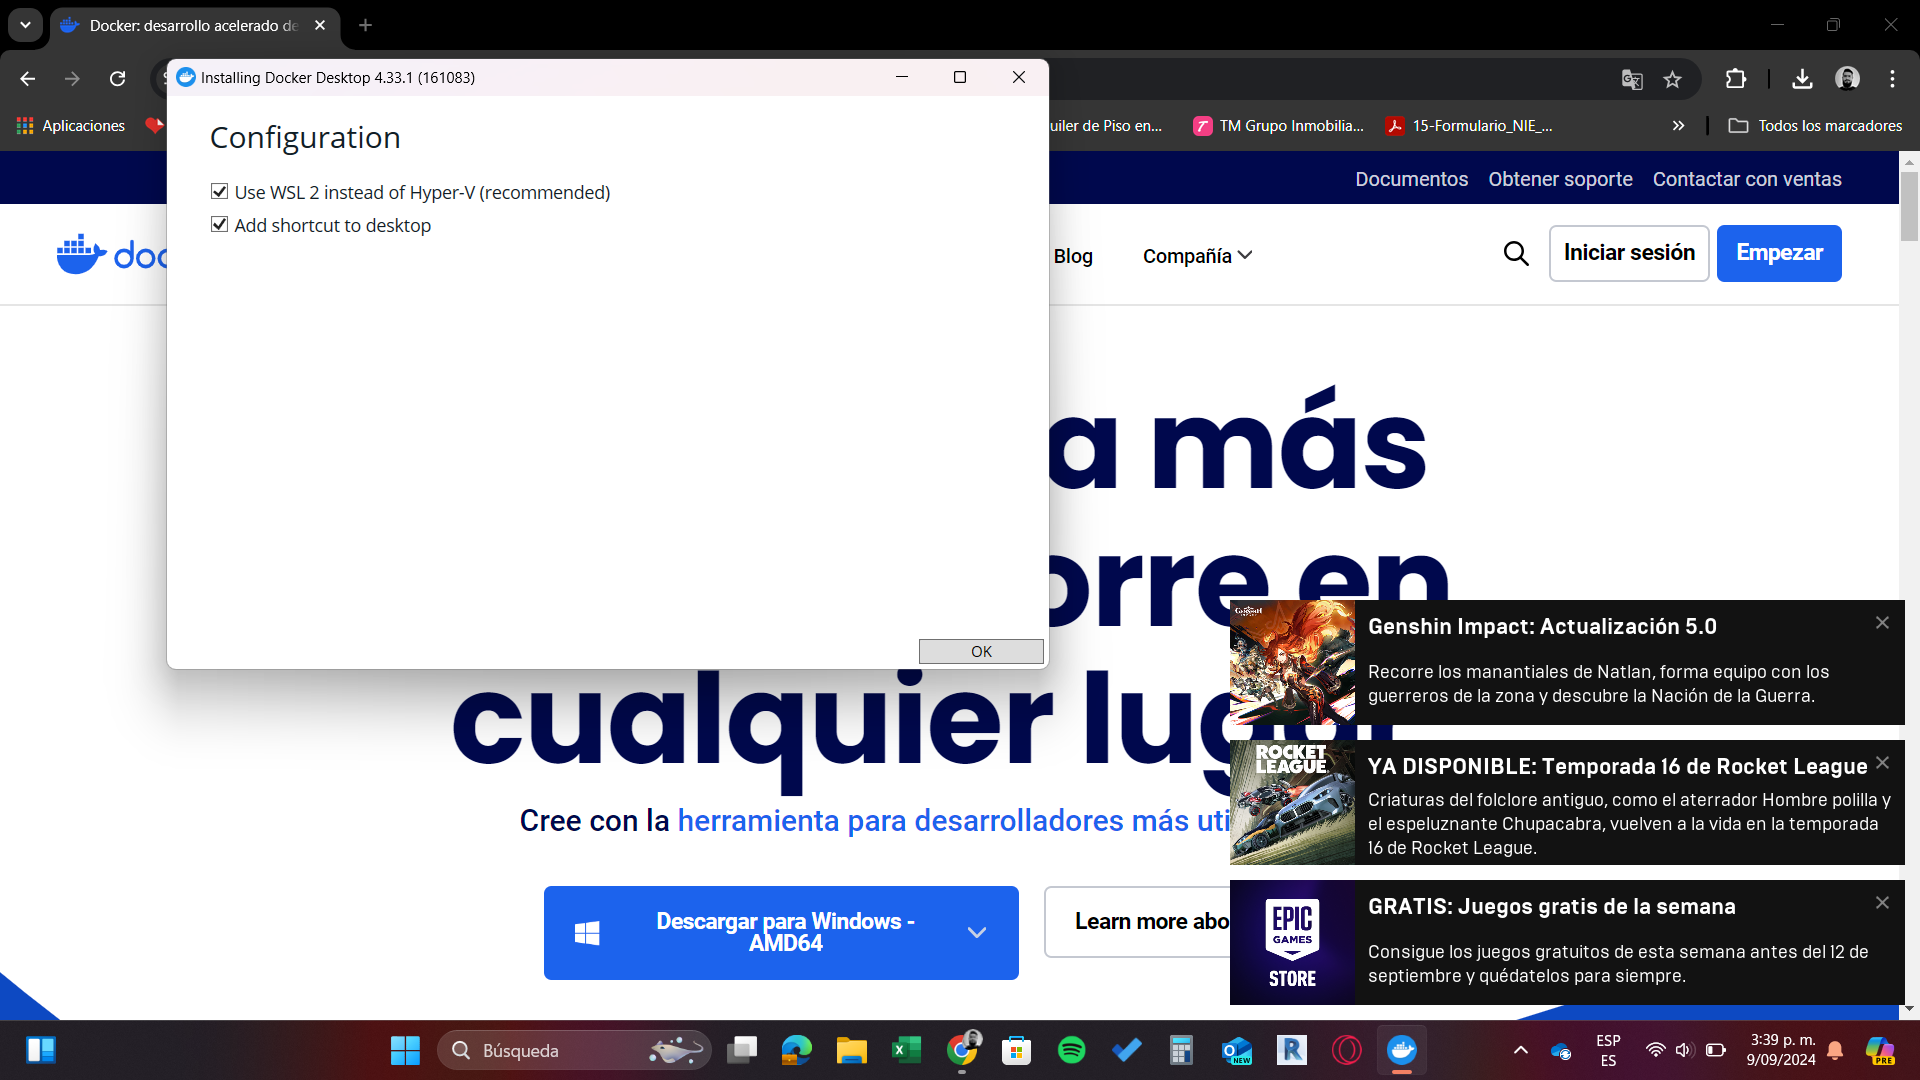 Docker: desarrollo acelerado de
Installing Docker Desktop 4.33.1 (161083)
Aplicaciones
uiler de Piso en...
TM Grupo Inmobilia...
15-Formulario_NIE_...
Todos los marcadores
Configuration
Use WSL 2 instead of Hyper-V (recommended)
Add shortcut to desktop
OK
Documentos
Obtener soporte
Contactar con ventas
doc
Blog
Compañía
Iniciar sesión
Empezar
a más
orre en
cualquier lugar
Cree con la herramienta para desarrolladores más uti
Descargar para Windows -
AMD64
Learn more abo
Genshin Impact: Actualización 5.0
Recorre los manantiales de Natlan, forma equipo con los
guerreros de la zona y descubre la Nación de la Guerra.
ROCKET
LEAGUE
YA DISPONIBLE: Temporada 16 de Rocket League
Criaturas del folclore antiguo, como el aterrador Hombre polilla y
el espeluznante Chupacabra, vuelven a la vida en la temporada
16 de Rocket League.
EPIC
GAMES
STORE
GRATIS: Juegos gratis de la semana
Consigue los juegos gratuitos de esta semana antes del 12 de
septiembre y quédatelos para siempre.
Búsqueda
NEW
ESP
ES
3:39 p. m.
9/09/2024
PRE